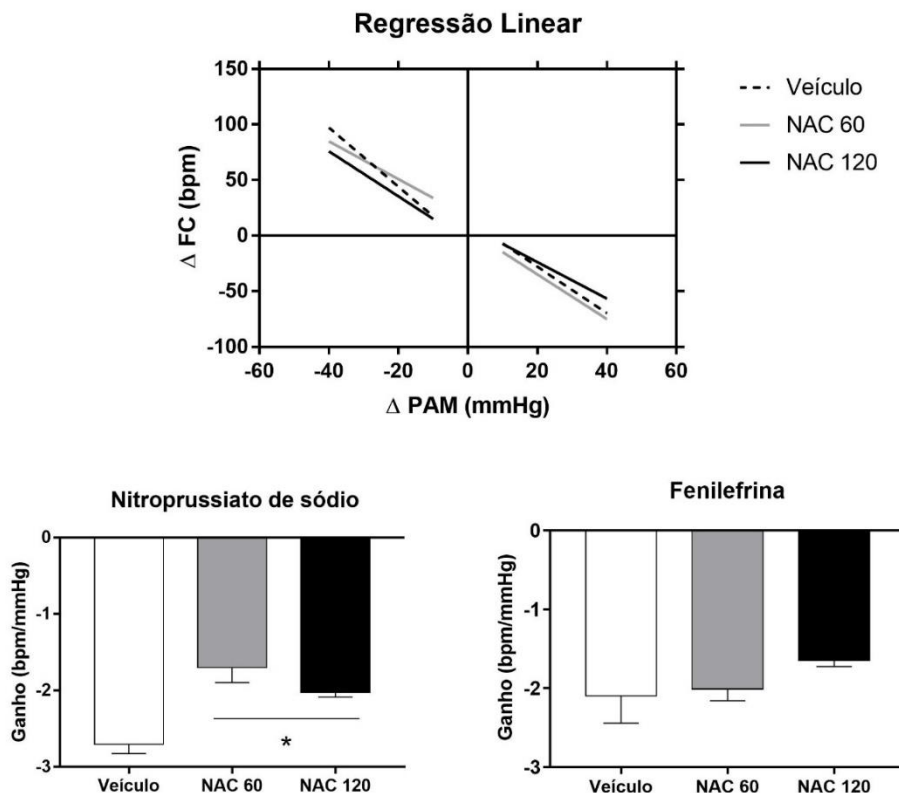 Regressão Linear
150
100
50
0
-50
-100
-60
-40
-20
0
20
40
60
Δ FC (bpm)
Δ PAM (mmHg)
Veículo
NAC 60
NAC 120
Nitroprussiato de sódio
0
-1
-2
-3
Ganho (bpm/mmHg)
*
Veículo
NAC 60
NAC 120
Fenilefrina
0
-1
-2
-3
Ganho (bpm/mmHg)
Veículo
NAC 60
NAC 120